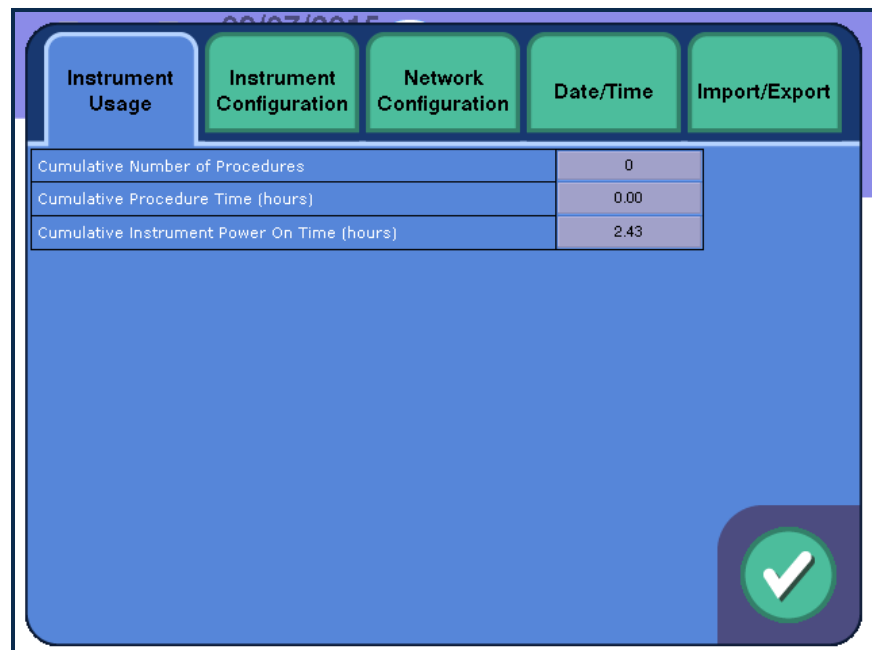 Instrument Usage
Instrument Configuration
Network Configuration
Date/Time
Import/Export
Cumulative Number of Procedures 0
Cumulative Procedure Time (hours) 0.00
Cumulative Instrument Power On Time (hours) 2.43